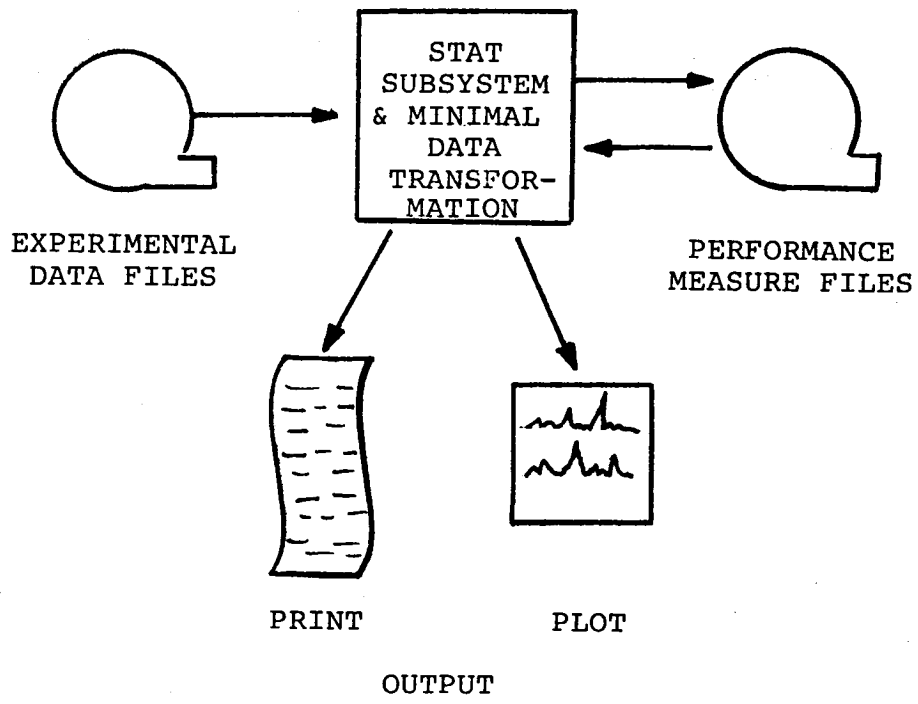 STAT
SUBSYSTEM
& MINIMAL
DATA
TRANSFOR-
MATION
EXPERIMENTAL
DATA FILES
PERFORMANCE
MEASURE FILES
PRINT
PLOT
OUTPUT